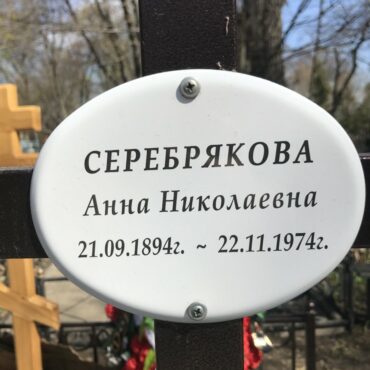 СЕРЕБРЯКОВА
Анна Николаевна
21.09.1894г. ~ 22.11.1974г.